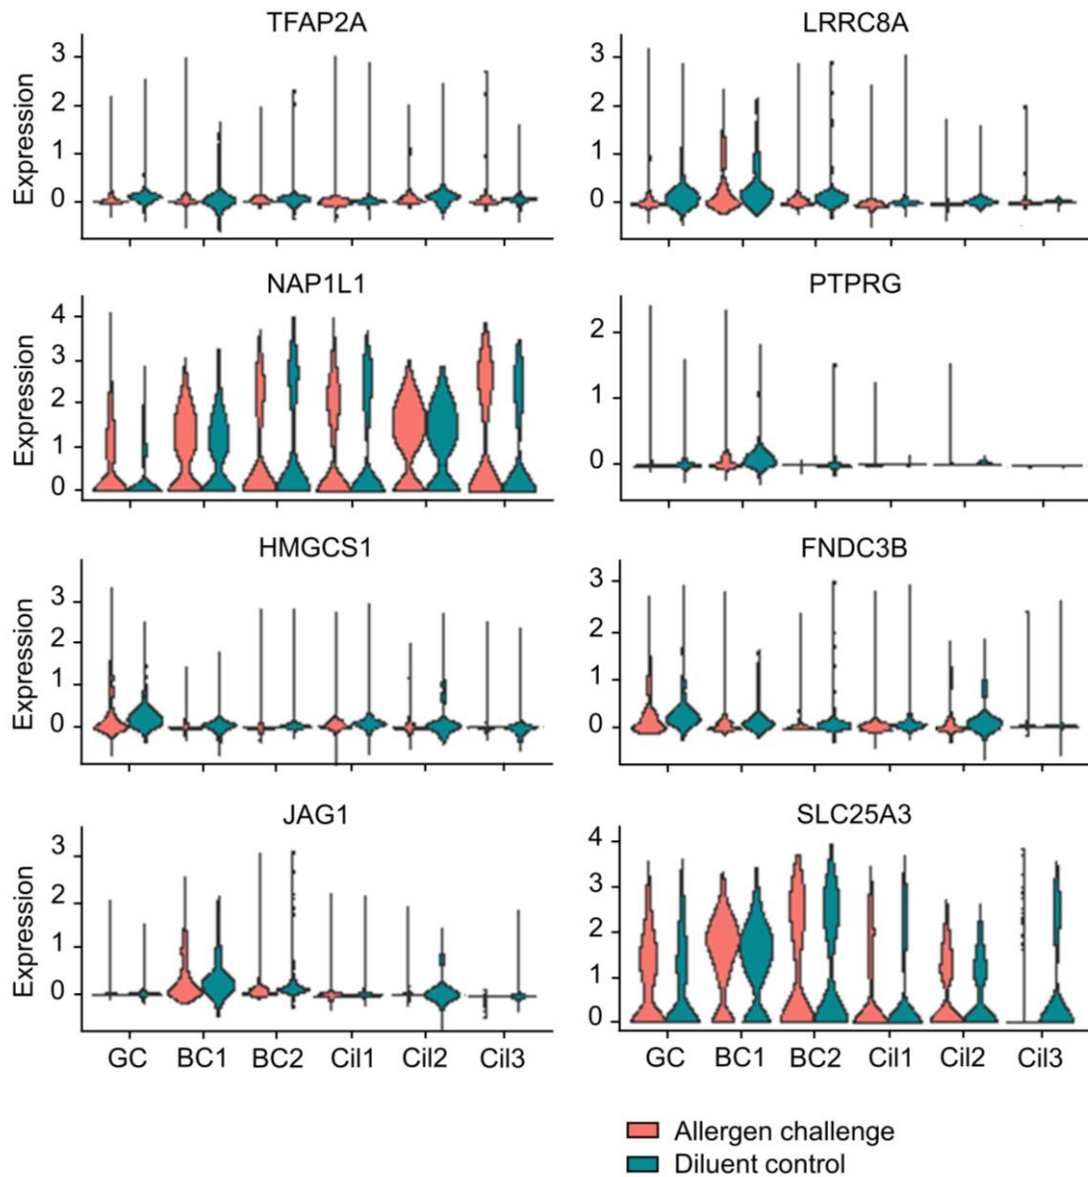 TFAP2A
Expression
3
2
1
0
LRRC8A
3
2
1
0
NAP1L1
Expression
4
3
2
1
0
PTPRG
2
1
0
HMGCS1
Expression
3
2
1
0
FNDC3B
3
2
1
0
JAG1
Expression
3
2
1
0
GC BC1 BC2 Cil1 Cil2 Cil3
SLC25A3
4
3
2
1
0
GC BC1 BC2 Cil1 Cil2 Cil3
Allergen challenge
Diluent control